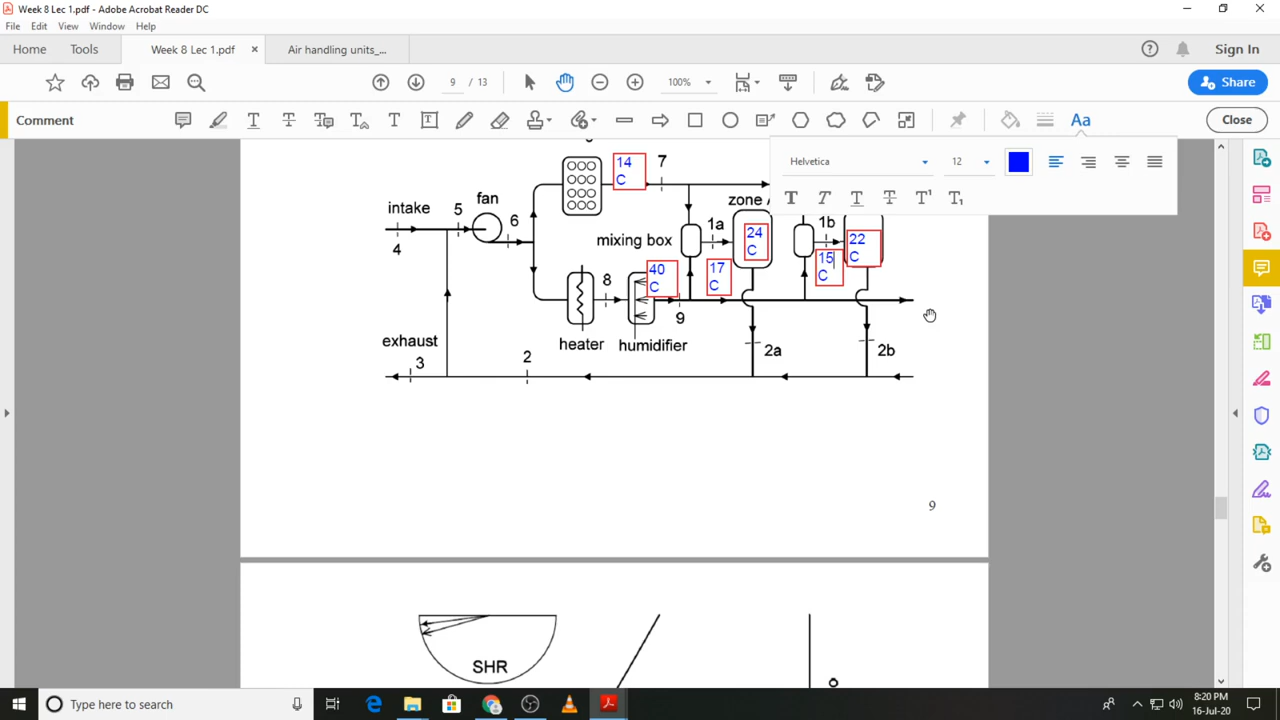 Week 8 Lec 1.pdf - Adobe Acrobat Reader DC
File Edit View Window Help
Home Tools Week 8 Lec 1.pdf × Air handling units_... Sign In
9 / 13 100% Share
Comment Aa Close
Helvetica 12
T T T T T¹ T₁
14
C
7
fan
zone
intake 5 6 1a 1b
4 mixing box 24
C
22
C
15
C
40
C
17
C
8
9
exhaust heater humidifier
3 2 2a 2b
9
SHR
Type here to search
8:20 PM
16-Jul-20